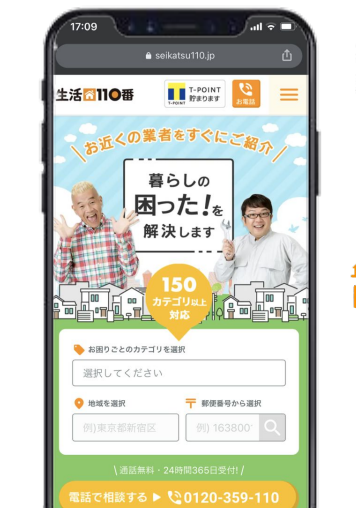 17:09
seikatsu110.jp
生活110番
T-POINT
T-POINT
貯まります
お電話
お近くの業者をすぐにご紹介
暮らしの
困った!を
解決します
150
カテゴリ以上
対応
お困りごとのカテゴリを選択
選択してください
地域を選択
〒 郵便番号から選択
例)東京都新宿区
例) 163800
\通話無料・24時間365日受付!/
電話で相談する ▶ 0120-359-110